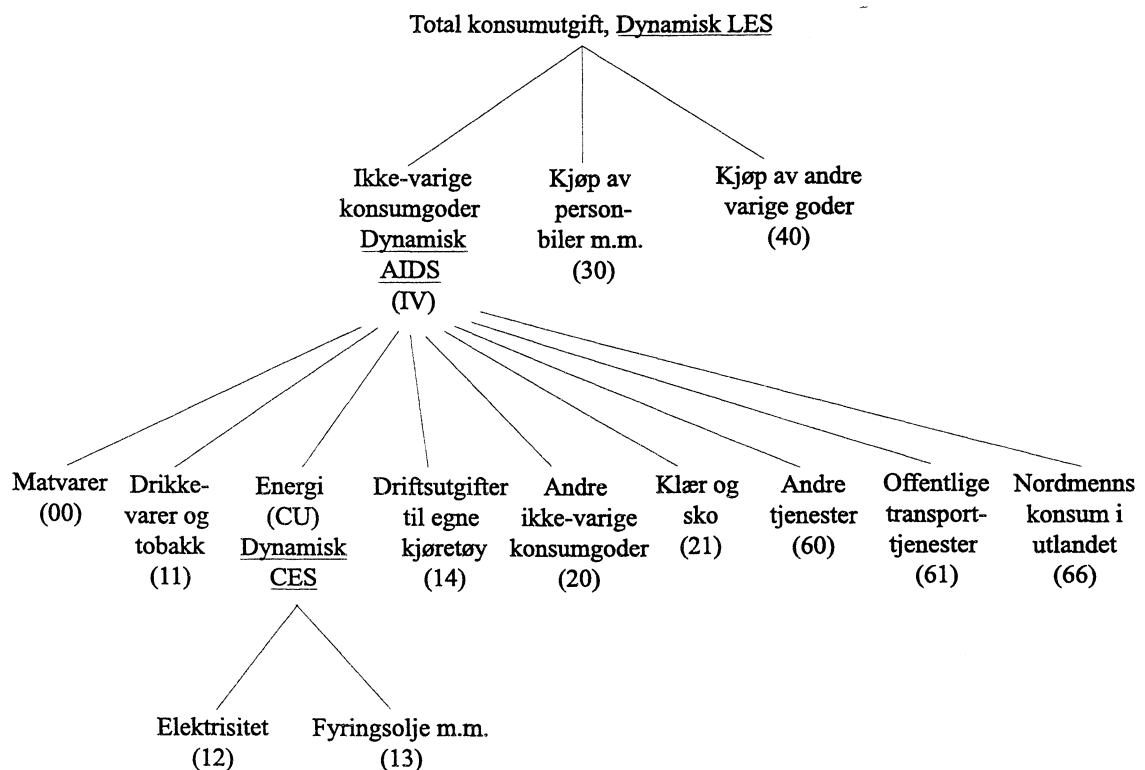 Total konsumutgift, Dynamisk LES
Ikke-varige
konsumgoder
Dynamisk
AIDS
(IV)
Kjøp av
person-
biler m.m.
(30)
Kjøp av andre
varige goder
(40)
Matvarer
(00)
Drikke-
varer og
tobakk
(11)
Energi
(CU)
Dynamisk
CES
Driftsutgifter
til egne
kjøretøy
(14)
Andre
ikke-varige
konsumgoder
(20)
Klær og
sko
(21)
Andre
tjenester
(60)
Offentlige
transport-
tjenester
(61)
Nordmenns
konsum i
utlandet
(66)
Elektrisitet
(12)
Fyringsolje m.m.
(13)